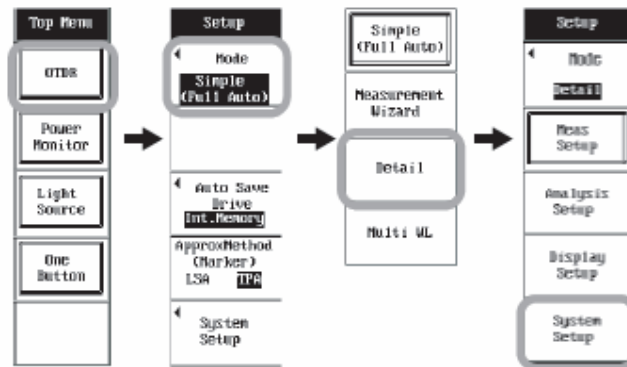 Top Menu
OTDR
Power
Monitor
Light
Source
One
Button
Setup
Mode
Simple
(Full Auto)
Auto Save
Drive
Int.Memory
ApproxMethod
(Marker)
LSA TPA
System
Setup
Simple
(Full Auto)
Measurement
Wizard
Detail
Multi WL
Setup
Mode
Detail
Meas
Setup
Analysis
Setup
Display
Setup
System
Setup